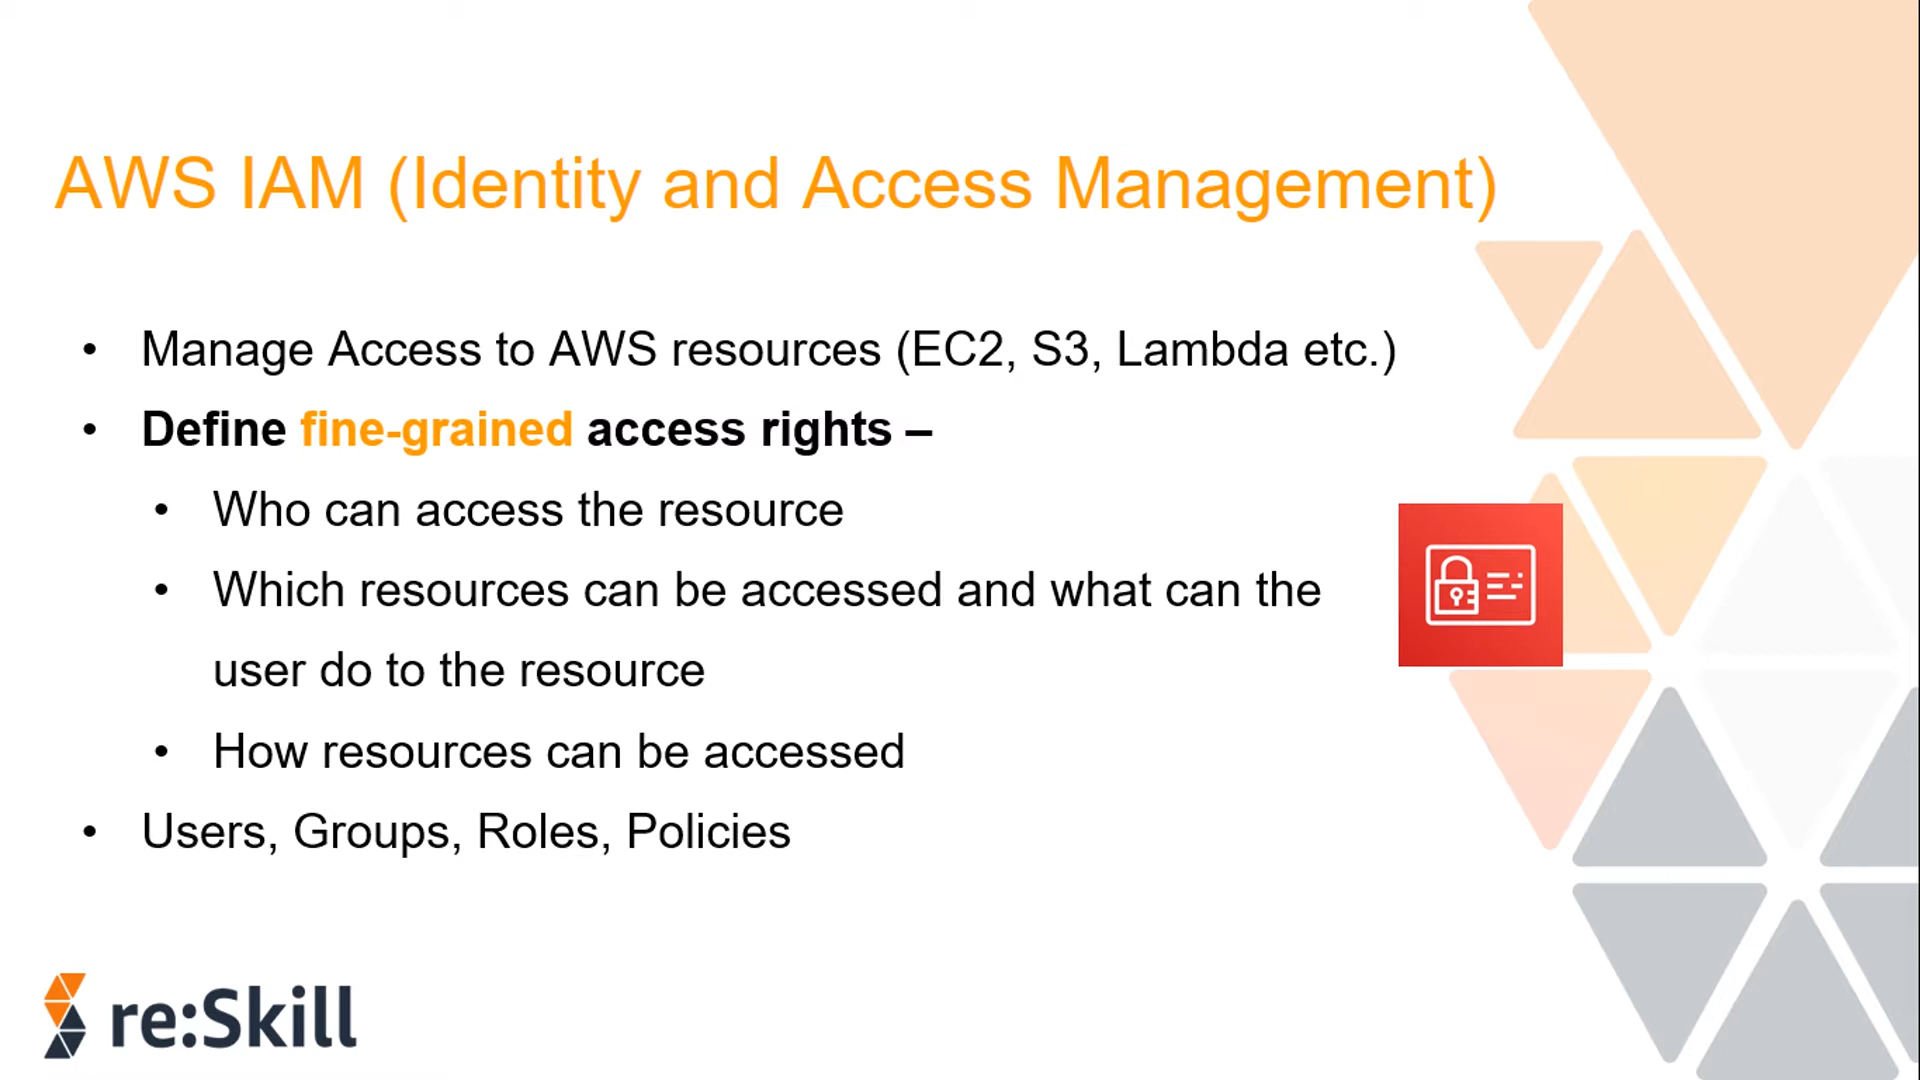 AWS IAM (Identity and Access Management)
• Manage Access to AWS resources (EC2, S3, Lambda etc.)
• Define fine-grained access rights –
• Who can access the resource
• Which resources can be accessed and what can the
user do to the resource
• How resources can be accessed
• Users, Groups, Roles, Policies
re:Skill